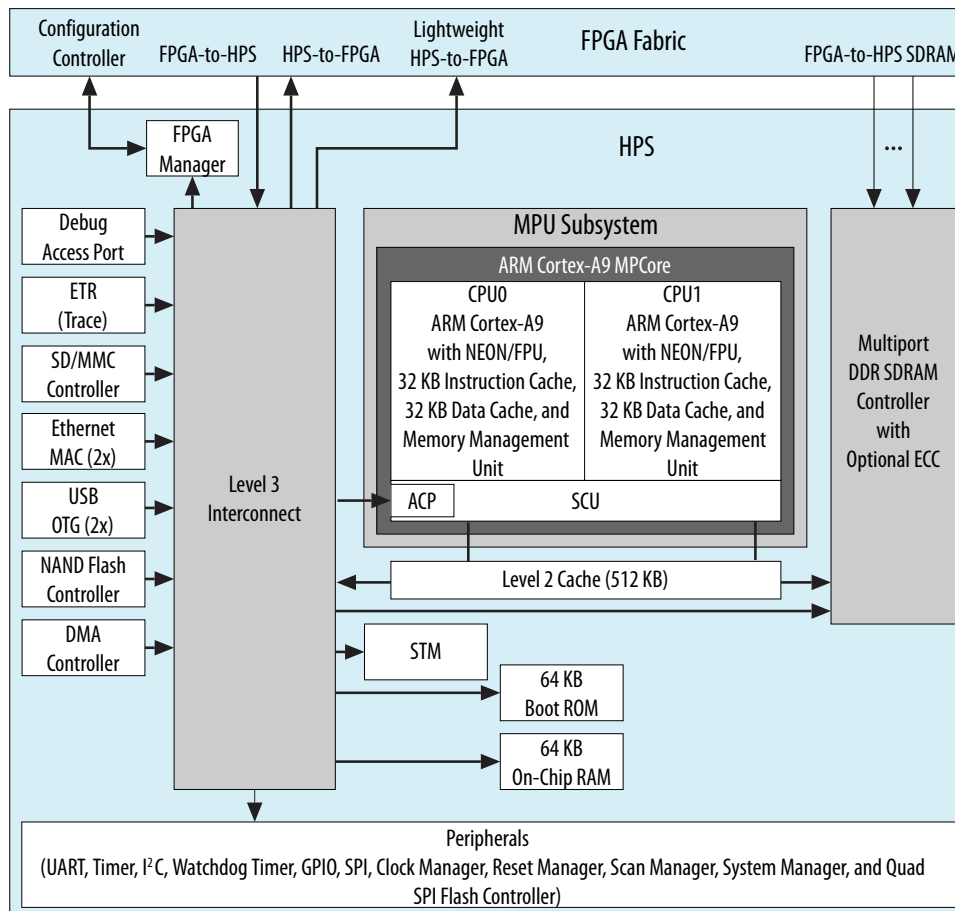 Configuration
Controller
FPGA-to-HPS
HPS-to-FPGA
Lightweight
HPS-to-FPGA
FPGA Fabric
FPGA-to-HPS SDRAM
FPGA
Manager
HPS
...
Debug
Access Port
ETR
(Trace)
SD/MMC
Controller
Ethernet
MAC (2x)
USB
OTG (2x)
NAND Flash
Controller
DMA
Controller
Level 3
Interconnect
MPU Subsystem
ARM Cortex-A9 MPCore
CPU0
ARM Cortex-A9
with NEON/FPU,
32 KB Instruction Cache,
32 KB Data Cache, and
Memory Management
Unit
CPU1
ARM Cortex-A9
with NEON/FPU,
32 KB Instruction Cache,
32 KB Data Cache, and
Memory Management
Unit
ACP
SCU
Level 2 Cache (512 KB)
Multiport
DDR SDRAM
Controller
with
Optional ECC
STM
64 KB
Boot ROM
64 KB
On-Chip RAM
Peripherals
(UART, Timer, I²C, Watchdog Timer, GPIO, SPI, Clock Manager, Reset Manager, Scan Manager, System Manager, and Quad
SPI Flash Controller)